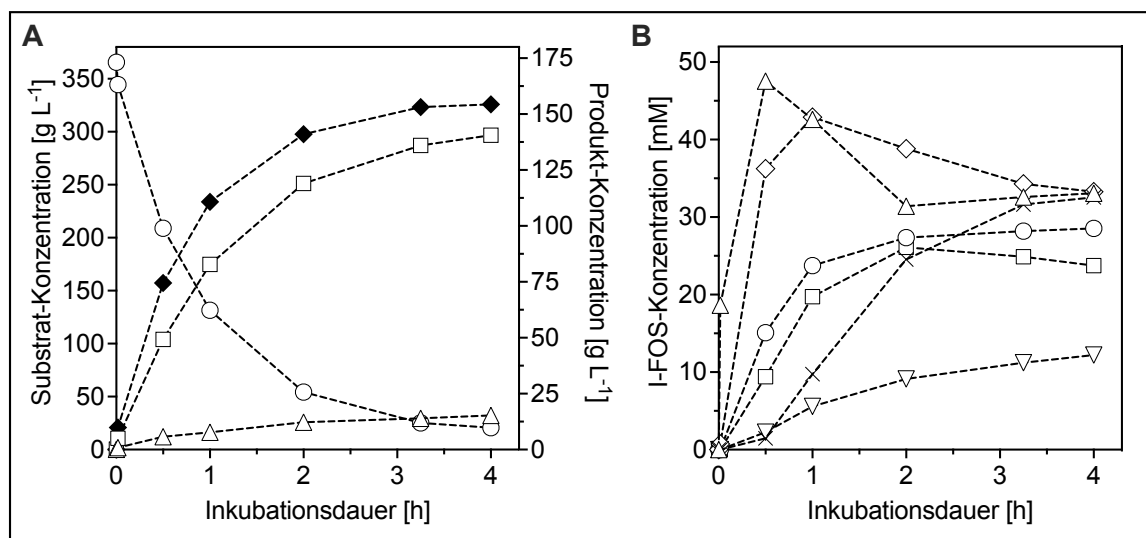 A
Substrat-Konzentration [g L⁻¹]
350
300
250
200
150
100
50
0
175
150
125
100
75
50
25
0
Produkt-Konzentration [g L⁻¹]
0 1 2 3 4
Inkubationsdauer [h]
B
I-FOS-Konzentration [mM]
50
40
30
20
10
0
0 1 2 3 4
Inkubationsdauer [h]